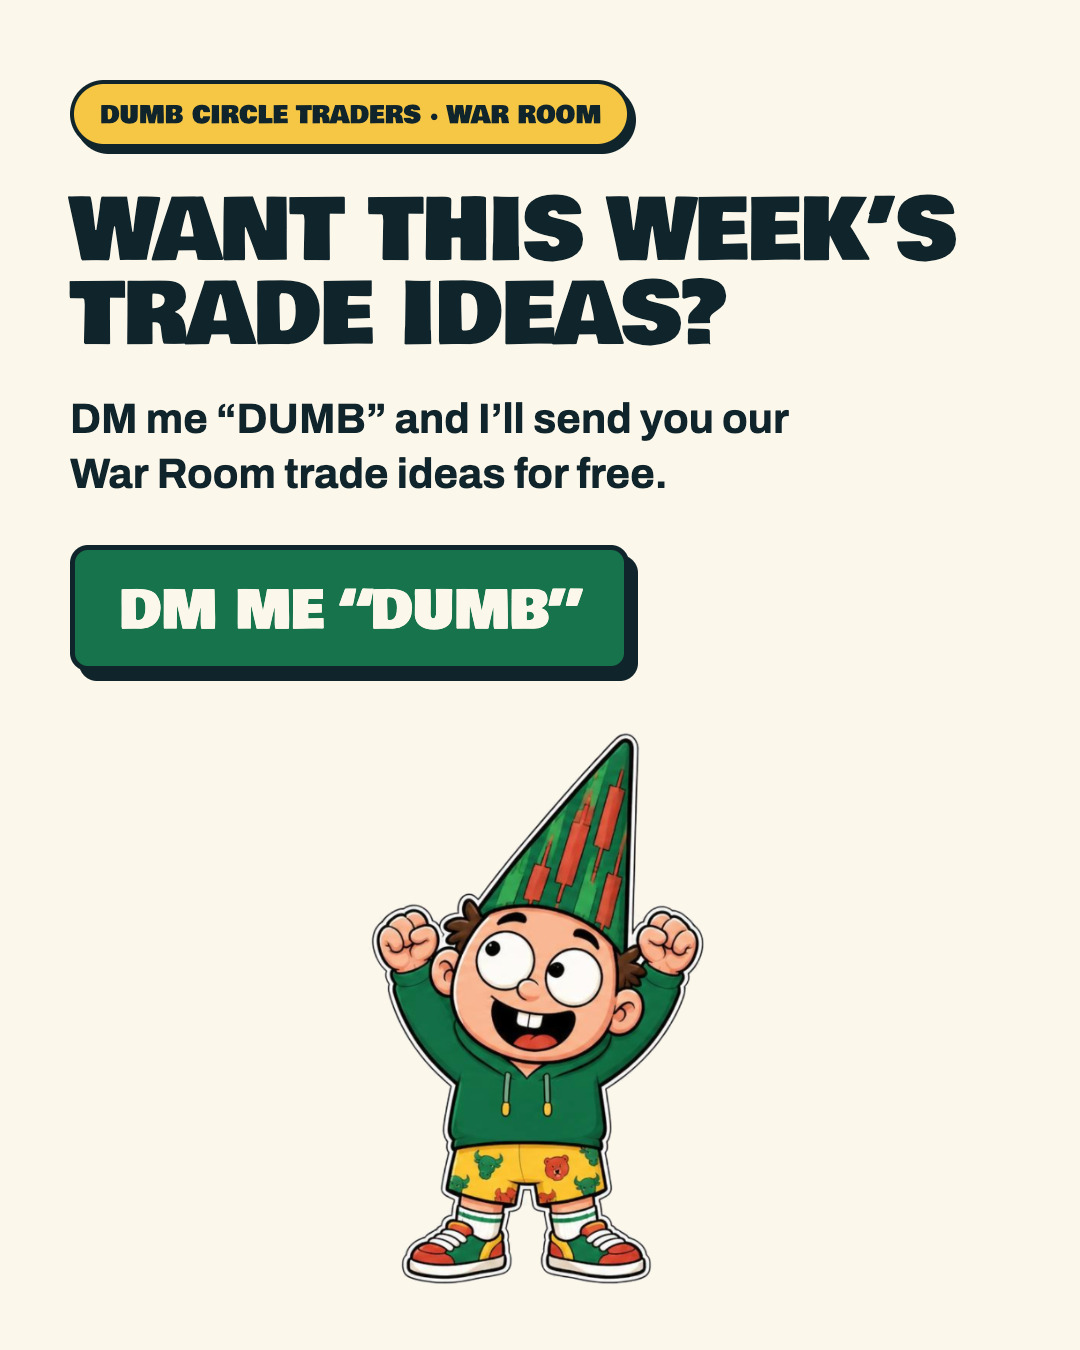 DUMB CIRCLE TRADERS · WAR ROOM
WANT THIS WEEK’S
TRADE IDEAS?
DM me “DUMB” and I’ll send you our
War Room trade ideas for free.
DM ME “DUMB”